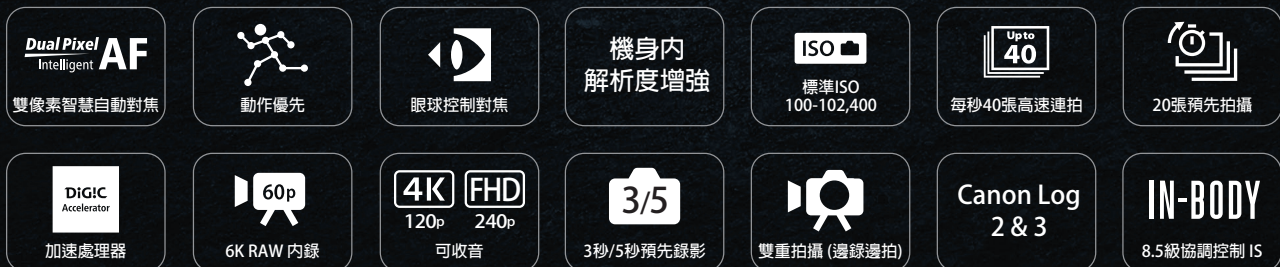 Dual Pixel
Intelligent AF
雙像素智慧自動對焦
動作優先
眼球控制對焦
機身内
解析度增強
ISO
標準ISO
100-102,400
Up to
40
每秒40張高速連拍
20張預先拍攝
DiG!C
Accelerator
加速處理器
60p
6K RAW 内錄
4K FHD
120p 240p
可收音
3/5
3秒/5秒預先錄影
雙重拍攝 (邊錄邊拍)
Canon Log
2 & 3
IN-BODY
8.5級協調控制 IS